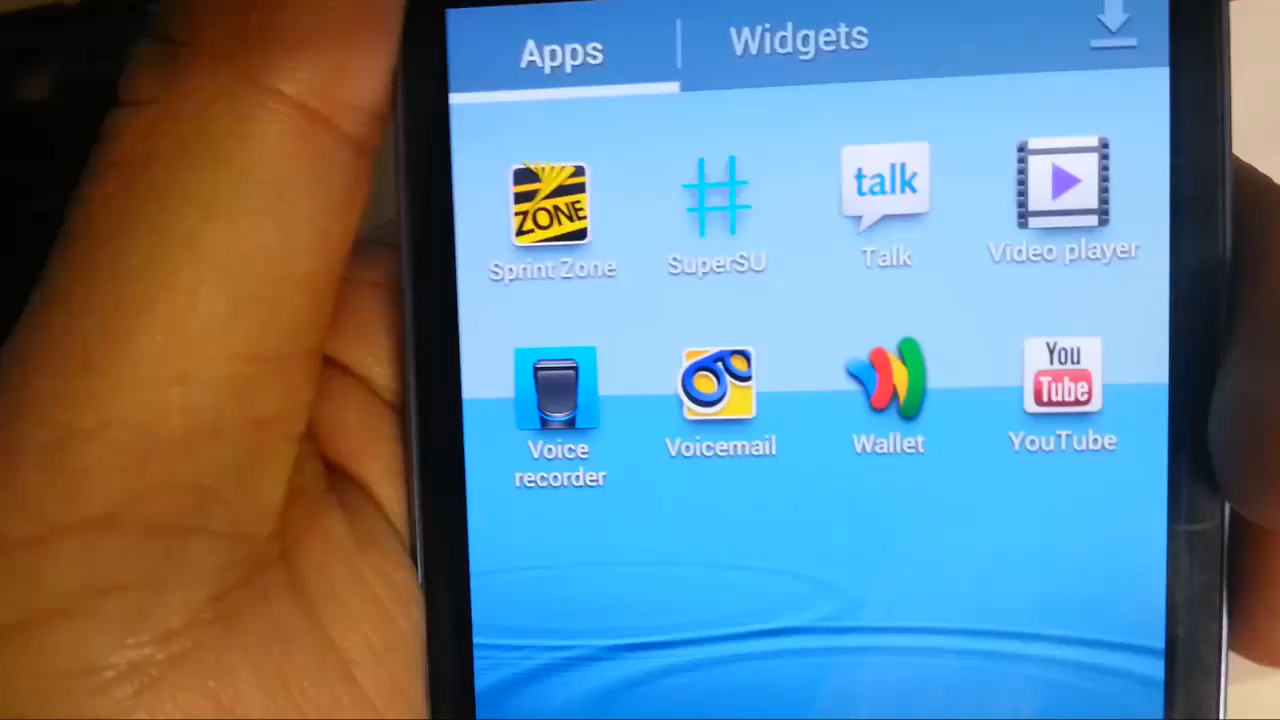 Apps
Widgets
ZONE
talk
Sprint Zone
SuperSU
Talk
Video player
You
Tube
Voice
recorder
Voicemail
Wallet
YouTube